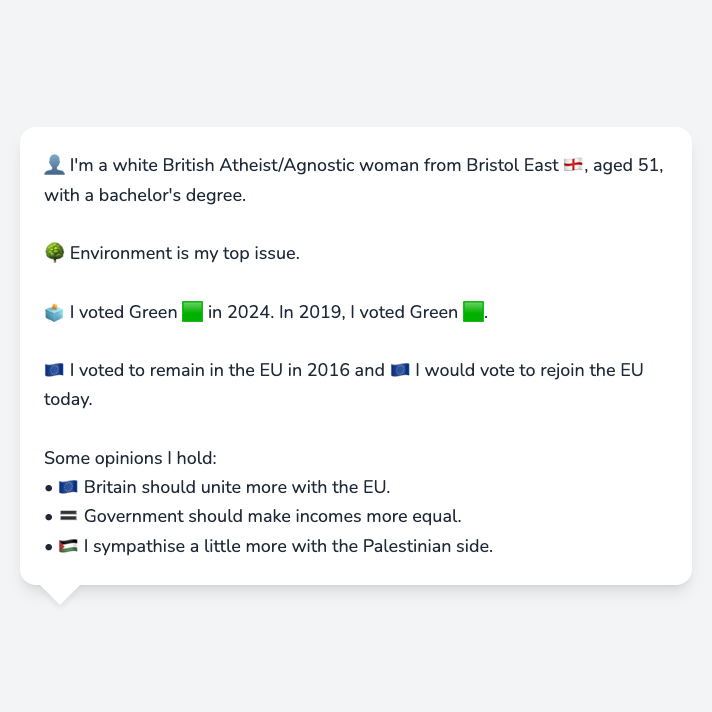 👤 I'm a white British Atheist/Agnostic woman from Bristol East 🏴󠁧󠁢󠁥󠁮󠁧󠁿, aged 51,
with a bachelor's degree.
🌳 Environment is my top issue.
🗳️ I voted Green 🟩 in 2024. In 2019, I voted Green 🟩.
🇪🇺 I voted to remain in the EU in 2016 and 🇪🇺 I would vote to rejoin the EU
today.
Some opinions I hold:
• 🇪🇺 Britain should unite more with the EU.
• 🟰 Government should make incomes more equal.
• 🇵🇸 I sympathise a little more with the Palestinian side.